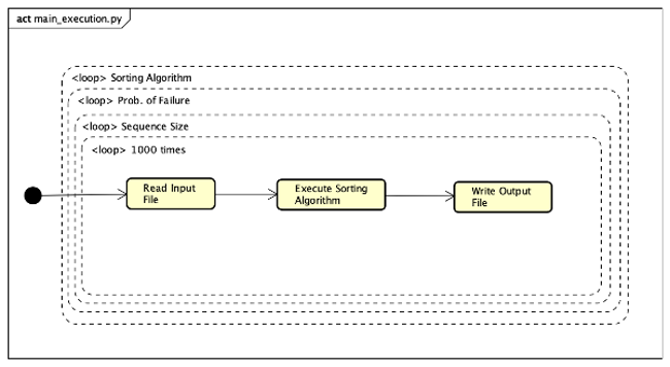 act main_execution.py
<loop> Sorting Algorithm
<loop> Prob. of Failure
<loop> Sequence Size
<loop> 1000 times
Read Input
File
Execute Sorting
Algorithm
Write Output
File